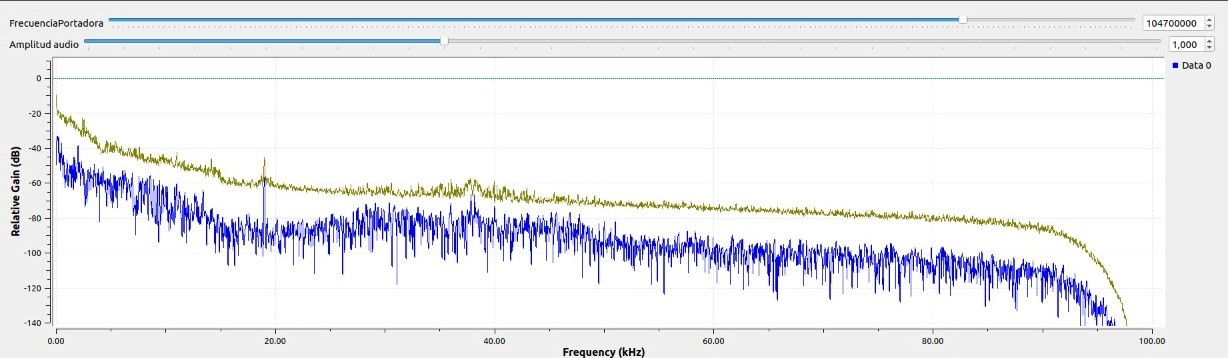 FrecuenciaPortadora 104700000
Amplitud audio 1,000
Data 0
Relative Gain (dB)
0
-20
-40
-60
-80
-100
-120
-140
0.00 20.00 40.00 60.00 80.00 100.00
Frequency (kHz)